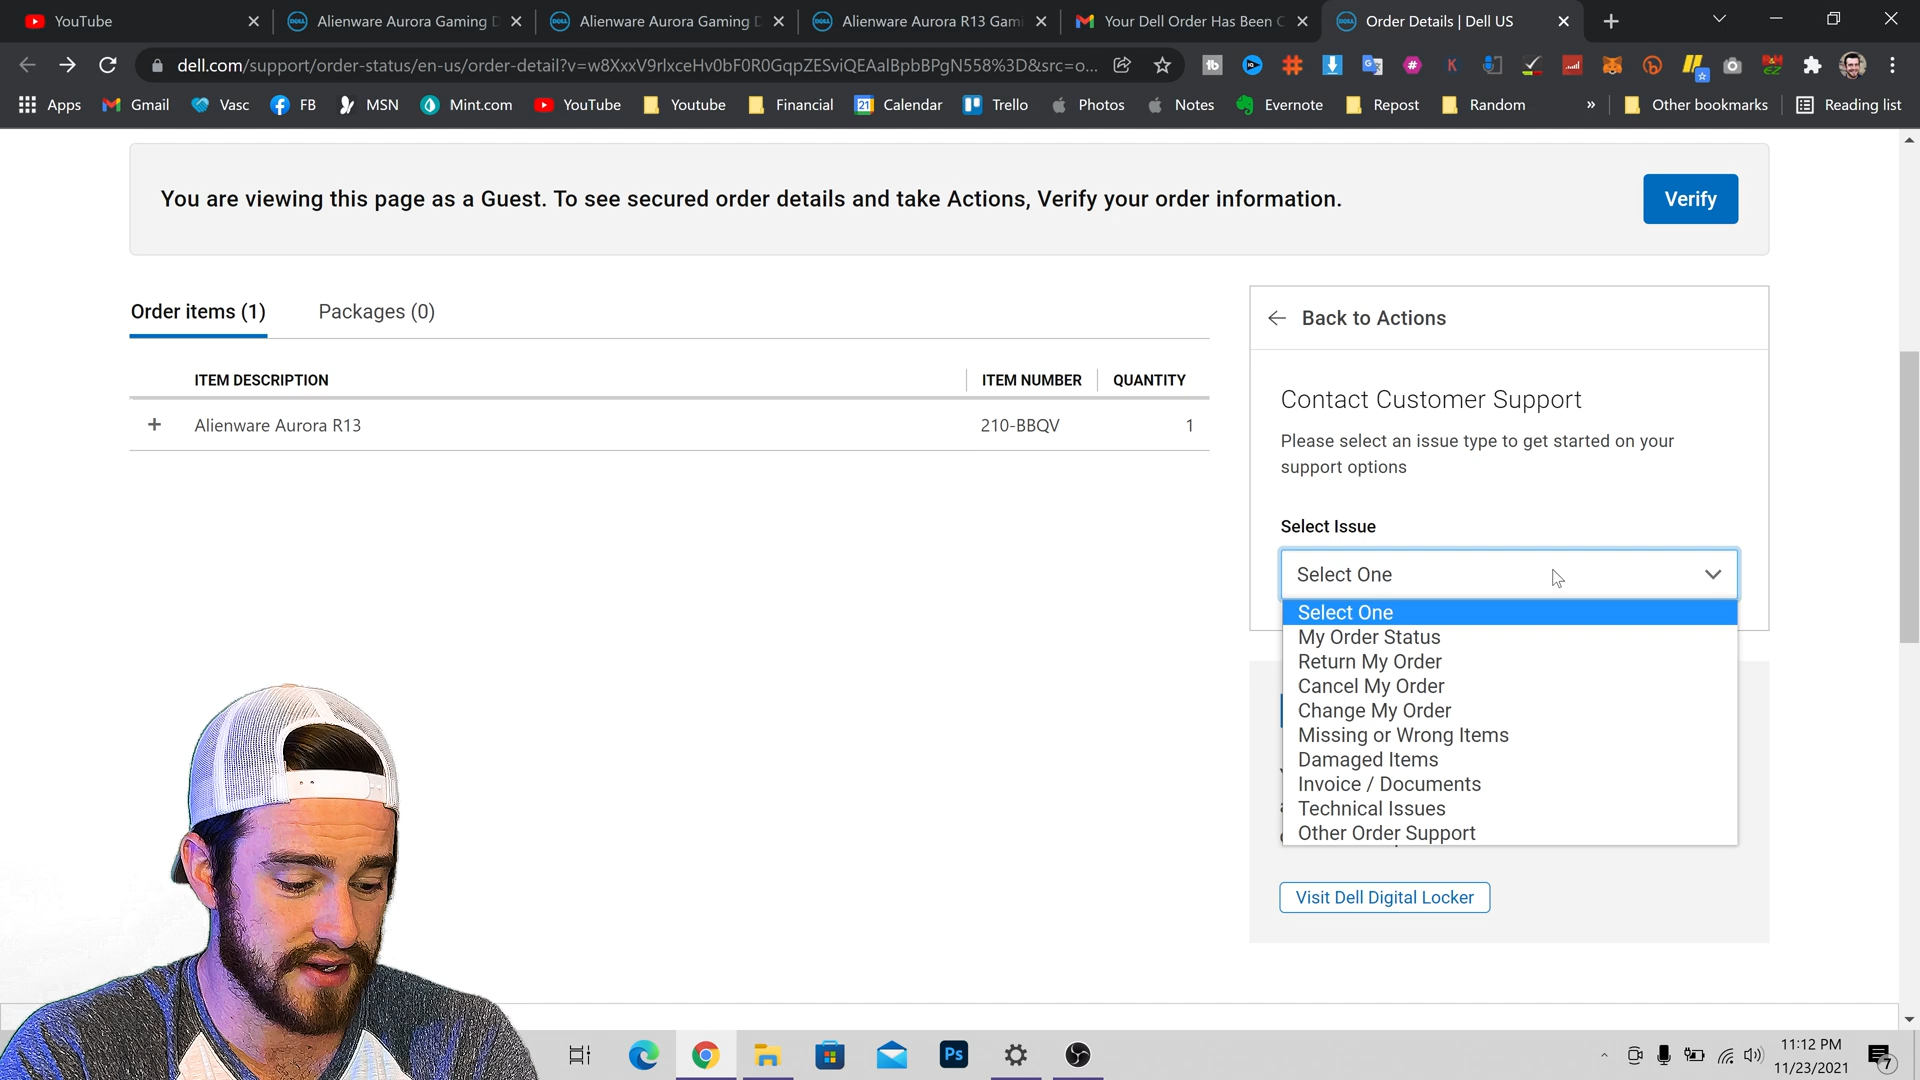 YouTube
Alienware Aurora Gaming D
Alienware Aurora Gaming D
Alienware Aurora R13 Gami
Your Dell Order Has Been C
Order Details | Dell US
dell.com/support/order-status/en-us/order-detail?v=w8XxxV9rIxceHv0bF0R0GqpZESviQEAalBpbBPgN558%3D&src=o...
Apps
Gmail
Vasc
FB
MSN
Mint.com
YouTube
Youtube
Financial
Calendar
Trello
Photos
Notes
Evernote
Repost
Random
»
Other bookmarks
Reading list
You are viewing this page as a Guest. To see secured order details and take Actions, Verify your order information.
Verify
Order items (1)
Packages (0)
ITEM DESCRIPTION
ITEM NUMBER
QUANTITY
+ Alienware Aurora R13
210-BBQV
1
Back to Actions
Contact Customer Support
Please select an issue type to get started on your
support options
Select Issue
Select One
Select One
My Order Status
Return My Order
Cancel My Order
Change My Order
Missing or Wrong Items
Damaged Items
Invoice / Documents
Technical Issues
Other Order Support
Visit Dell Digital Locker
Ps
11:12 PM
11/23/2021
7